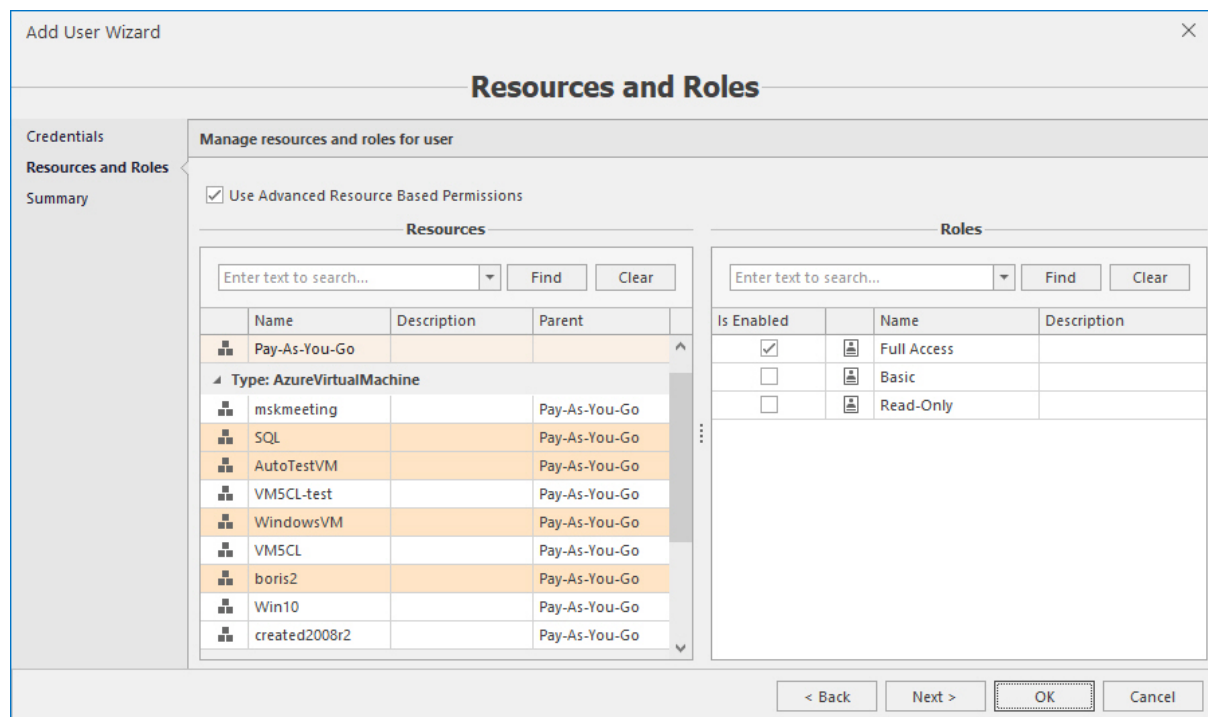 Add User Wizard
Resources and Roles
Credentials
Resources and Roles
Summary
Manage resources and roles for user
Use Advanced Resource Based Permissions
Resources
Enter text to search... Find Clear
Name Description Parent
Pay-As-You-Go
Type: AzureVirtualMachine
mskmeeting Pay-As-You-Go
SQL Pay-As-You-Go
AutoTestVM Pay-As-You-Go
VM5CL-test Pay-As-You-Go
WindowsVM Pay-As-You-Go
VM5CL Pay-As-You-Go
boris2 Pay-As-You-Go
Win10 Pay-As-You-Go
created2008r2 Pay-As-You-Go
Roles
Enter text to search... Find Clear
Is Enabled Name Description
Full Access
Basic
Read-Only
< Back Next > OK Cancel